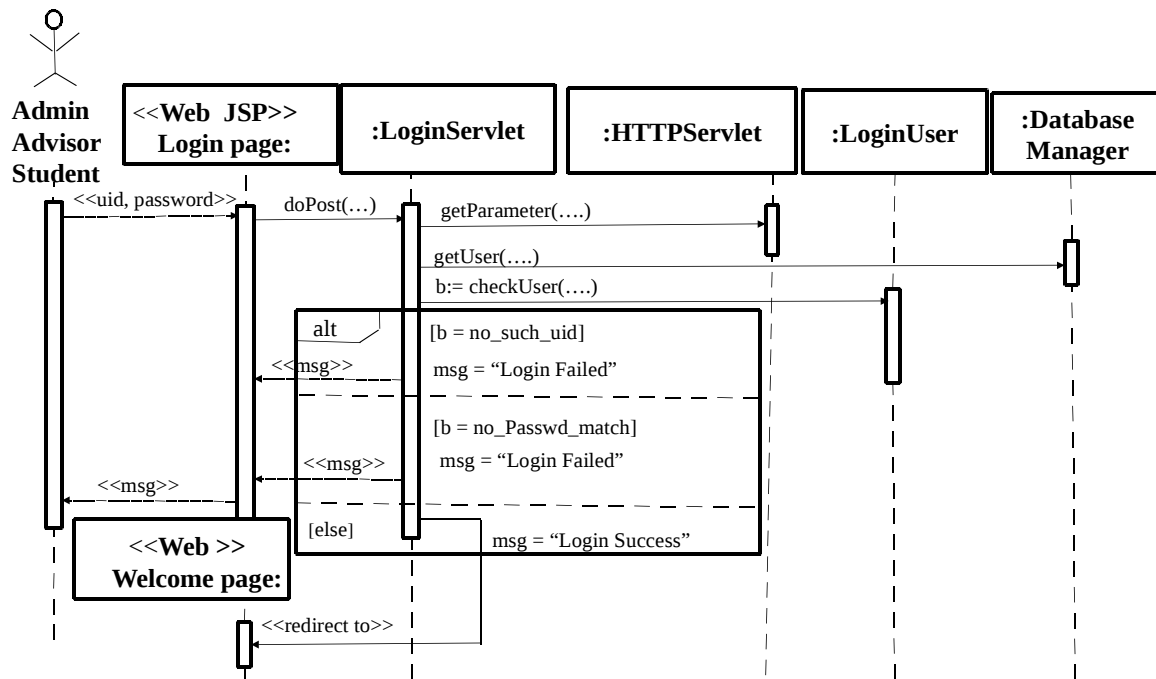 Admin
Advisor
Student
<<Web  JSP>>
Login page:
:LoginServlet
:HTTPServlet
:LoginUser
:Database
Manager
<<uid, password>>
doPost(…)
getParameter(….)
getUser(….)
b:= checkUser(….)
alt
[b = no_such_uid]
<<msg>>
msg = “Login Failed”
[b = no_Passwd_match]
<<msg>>
msg = “Login Failed”
<<msg>>
[else]
msg = “Login Success”
<<Web >>
Welcome page:
<<redirect to>>